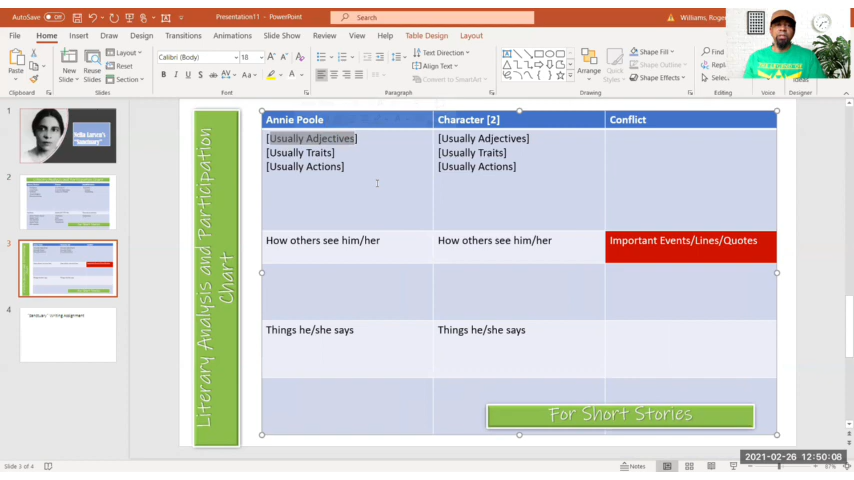 AutoSave Off Presentation11 - PowerPoint Search Williams, Roger
File Home Insert Draw Design Transitions Animations Slide Show Review View Help Table Design Layout
Paste
Clipboard
New Slide
Reuse Slides
Layout
Reset
Section
Slides
Calibri (Body) 18
Font
Text Direction
Align Text
Convert to SmartArt
Paragraph
Arrange
Quick Styles
Shape Fill
Shape Outline
Shape Effects
Drawing
Find
Editing
Voice
Designer
1
Nella Larsen's
"Sanctuary"
2
3
4
"Sanctuary" Writing Assignment
Literary Analysis and Participation
Chart
Annie Poole Character [2] Conflict
[Usually Adjectives] [Usually Adjectives]
[Usually Traits] [Usually Traits]
[Usually Actions] [Usually Actions]
How others see him/her How others see him/her Important Events/Lines/Quotes
Things he/she says Things he/she says
For Short Stories
2021-02-26 12:50:08
Slide 3 of 4 Notes 87%